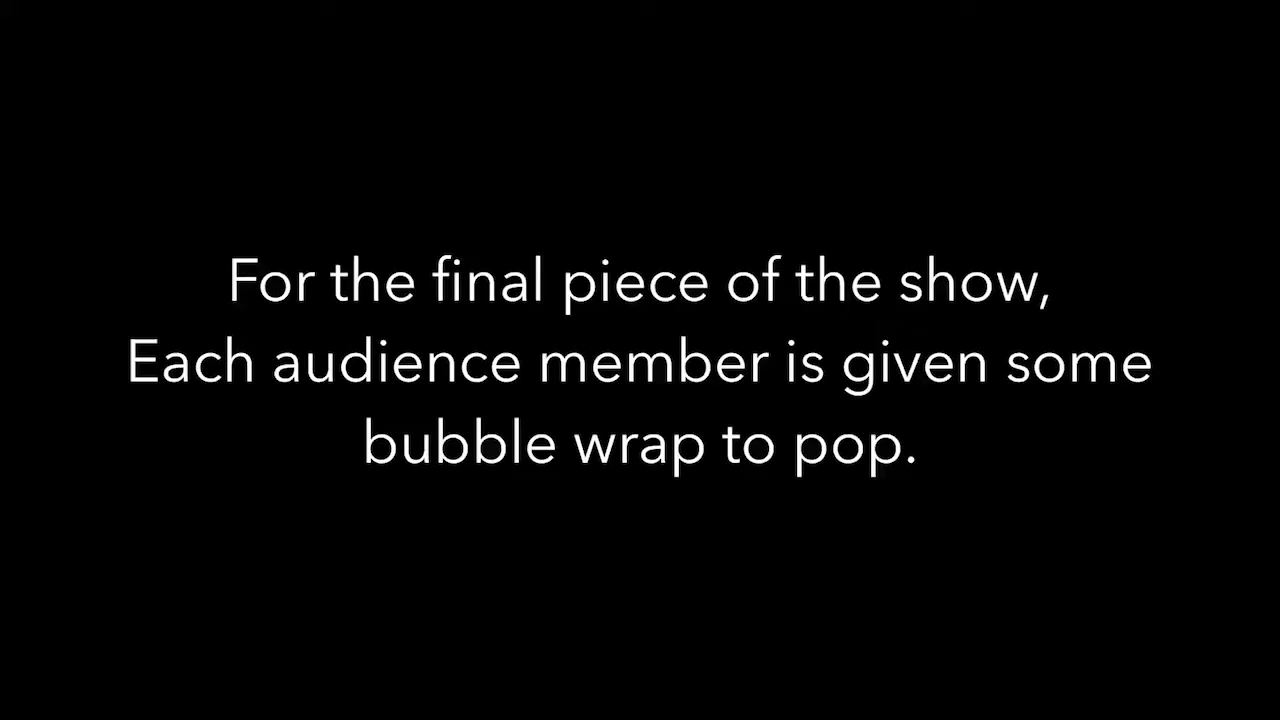 For the final piece of the show,
Each audience member is given some
bubble wrap to pop.